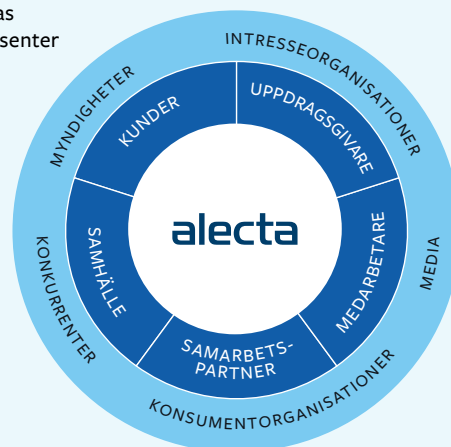 as
senter
INTRESSEORGANISATIONER
MYNDIGHETER
KUNDER
UPPDRAGSGIVARE
alecta
SAMHÄLLE
MEDARBETARE
MEDIA
KONKURRENTER
SAMARBETS-
PARTNER
KONSUMENTORGANISATIONER